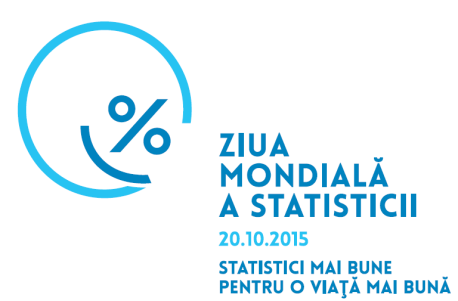 %
ZIUA
MONDIALĂ
A STATISTICII
20.10.2015
STATISTICI MAI BUNE
PENTRU O VIAŢĂ MAI BUNĂ